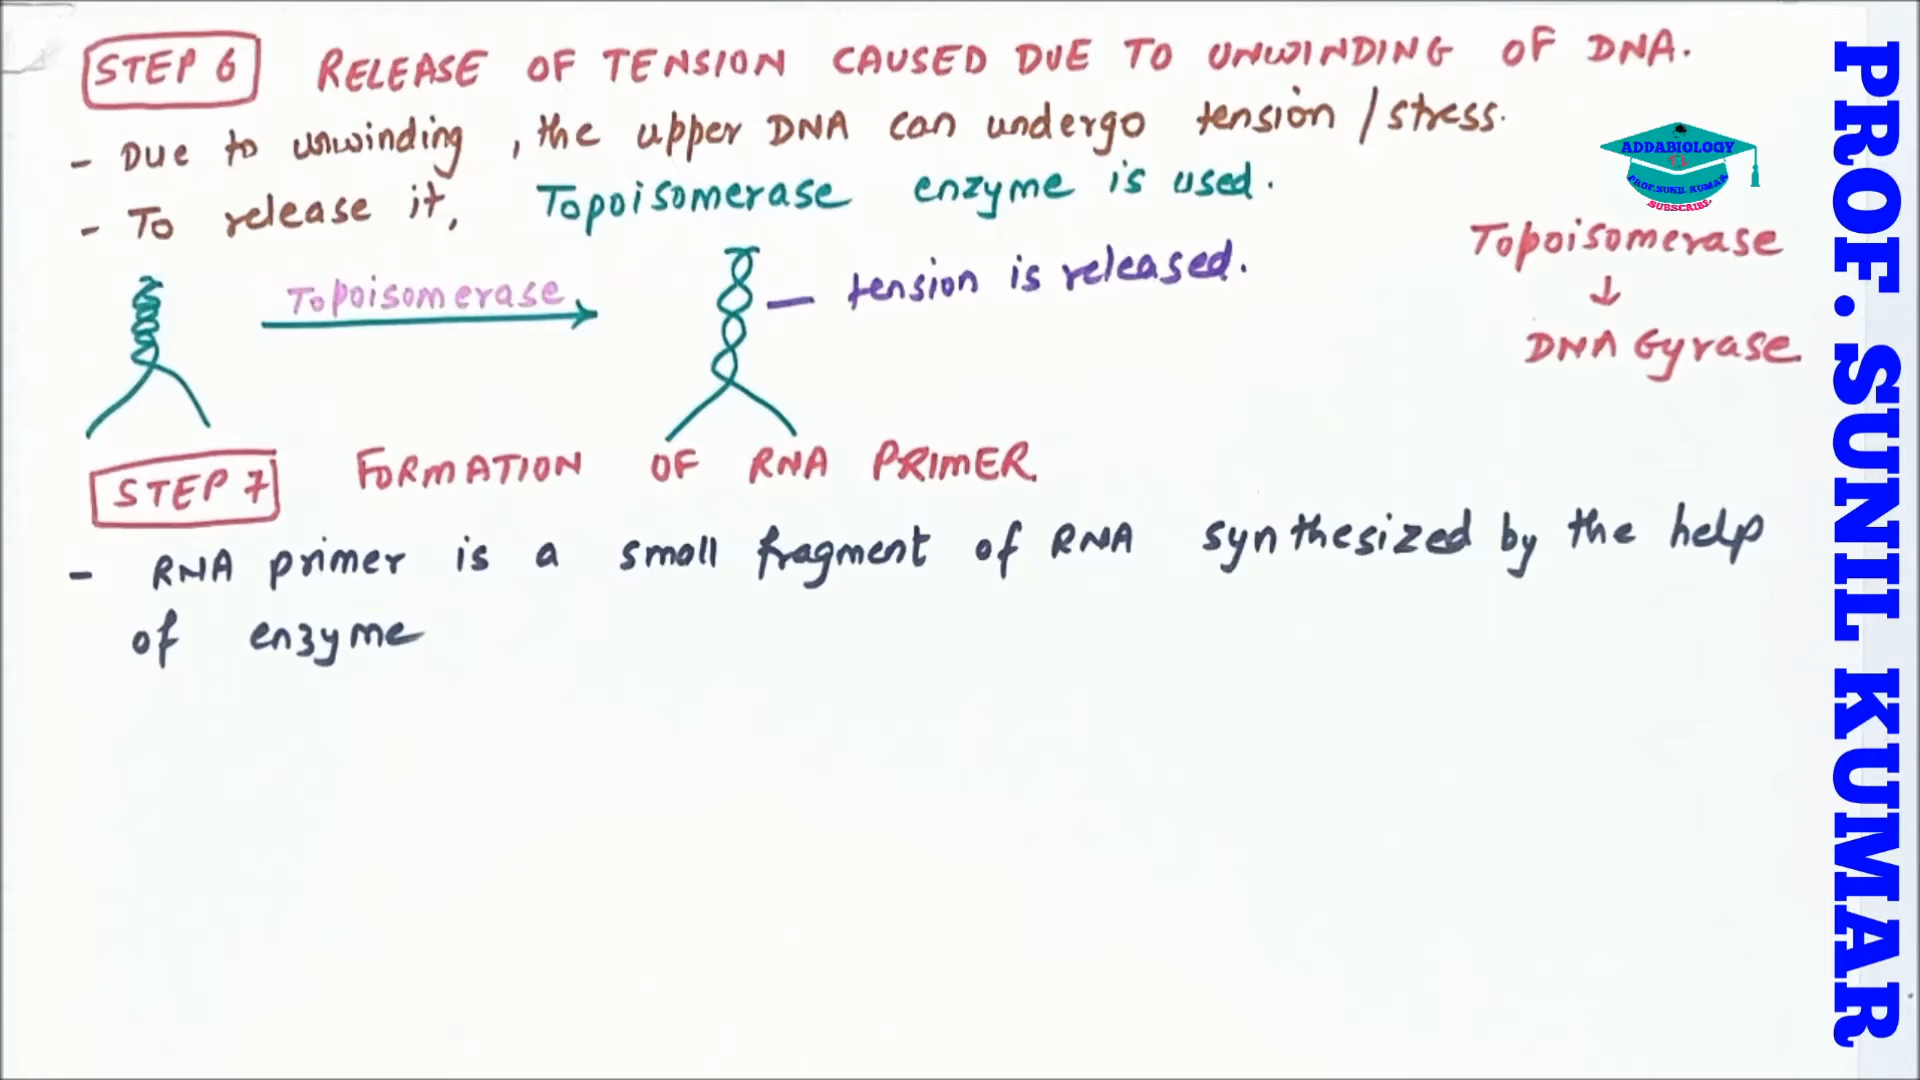 STEP 6 RELEASE OF TENSION CAUSED DUE TO UNWINDING OF DNA.
- Due to unwinding, the upper DNA can undergo tension / stress.
- To release it, Topoisomerase enzyme is used.
Topoisomerase
- tension is released.
Topoisomerase
↓
DNA Gyrase
STEP 7 FORMATION OF RNA PRIMER.
- RNA primer is a small fragment of RNA synthesized by the help
of enzyme
ADDABIOLOGY
PROF.SUNIL KUMAR
SUBSCRIBE
PROF. SUNIL KUMAR